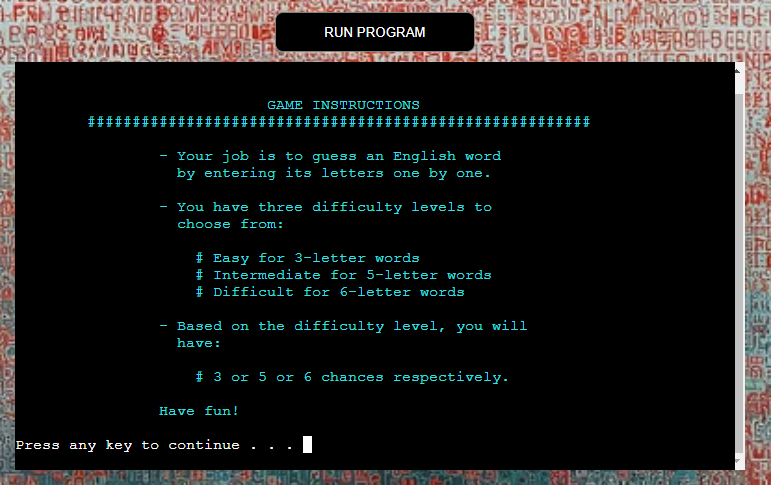 RUN PROGRAM
GAME INSTRUCTIONS
########################################################
- Your job is to guess an English word
by entering its letters one by one.
- You have three difficulty levels to
choose from:
# Easy for 3-letter words
# Intermediate for 5-letter words
# Difficult for 6-letter words
- Based on the difficulty level, you will
have:
# 3 or 5 or 6 chances respectively.
Have fun!
Press any key to continue . . .